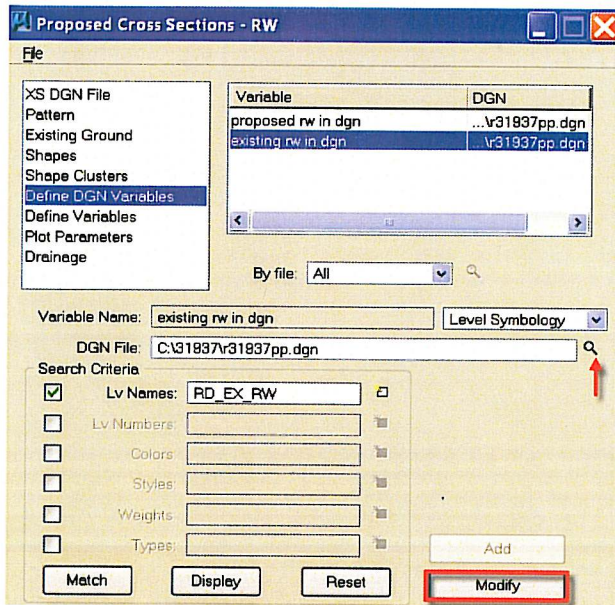 Proposed Cross Sections - RW
File
XS DGN File
Pattern
Existing Ground
Shapes
Shape Clusters
Define DGN Variables
Define Variables
Plot Parameters
Drainage
Variable DGN
proposed rw in dgn ...\r31937pp.dgn
existing rw in dgn ...\r31937pp.dgn
By file: All
Variable Name: existing rw in dgn Level Symbology
DGN File: C:\31937\r31937pp.dgn
Search Criteria
Lv Names: RD_EX_RW
Lv Numbers:
Colors:
Styles:
Weights
Types:
Add
Match Display Reset Modify